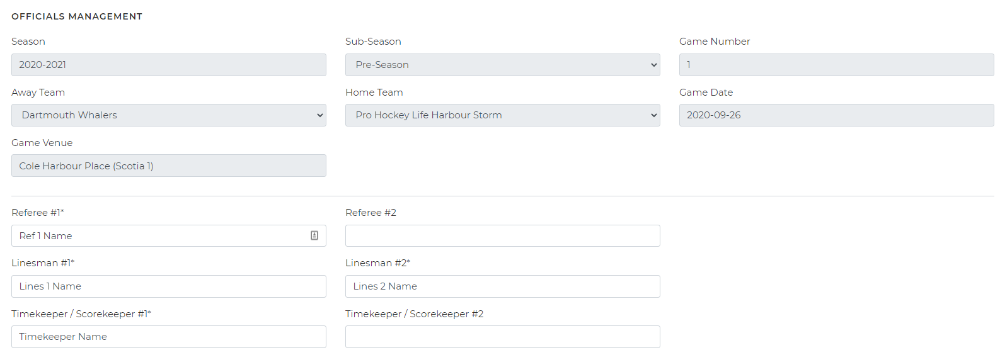 OFFICIALS MANAGEMENT
Season Sub-Season Game Number
2020-2021 Pre-Season 1
Away Team Home Team Game Date
Dartmouth Whalers Pro Hockey Life Harbour Storm 2020-09-26
Game Venue
Cole Harbour Place (Scotia 1)
Referee #1* Referee #2
Ref 1 Name
Linesman #1* Linesman #2*
Lines 1 Name Lines 2 Name
Timekeeper / Scorekeeper #1* Timekeeper / Scorekeeper #2
Timekeeper Name